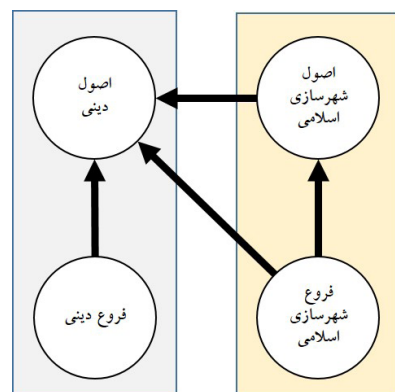 اصول
شهرسازی
اسلامی
اصول
دینی
فروع
شهرسازی
اسلامی
فروع دینی